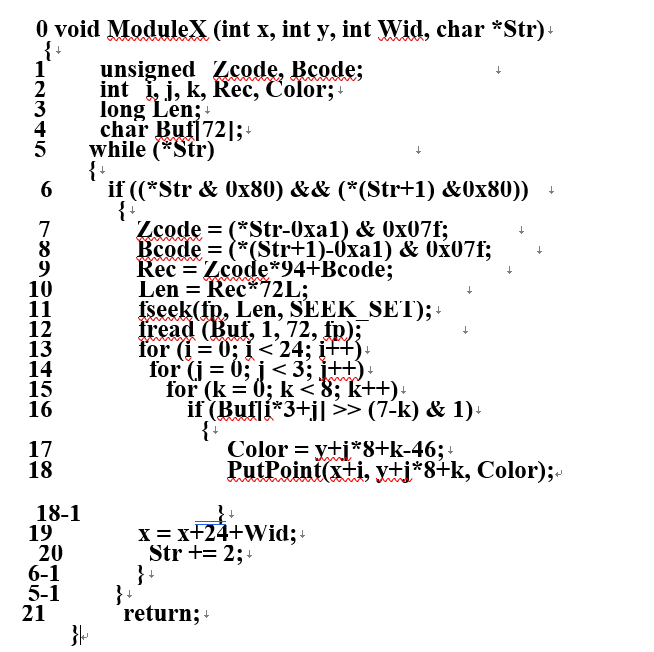 0 void ModuleX (int x, int y, int Wid, char *Str)
{
1 unsigned Zcode, Bcode;
2 int i, j, k, Rec, Color;
3 long Len;
4 char Buf[72];
5 while (*Str)
{
6 if ((*Str & 0x80) && (*(Str+1) &0x80))
{
7 Zcode = (*Str-0xa1) & 0x07f;
8 Bcode = (*(Str+1)-0xa1) & 0x07f;
9 Rec = Zcode*94+Bcode;
10 Len = Rec*72L;
11 fseek(fp, Len, SEEK_SET);
12 fread (Buf, 1, 72, fp);
13 for (i = 0; i < 24; i++)
14 for (j = 0; j < 3; j++)
15 for (k = 0; k < 8; k++)
16 if (Buf[i*3+j] >> (7-k) & 1)
{
17 Color = y+j*8+k-46;
18 PutPoint(x+i, y+j*8+k, Color);
18-1 }
19 x = x+24+Wid;
20 Str += 2;
6-1 }
5-1 }
21 return;
}